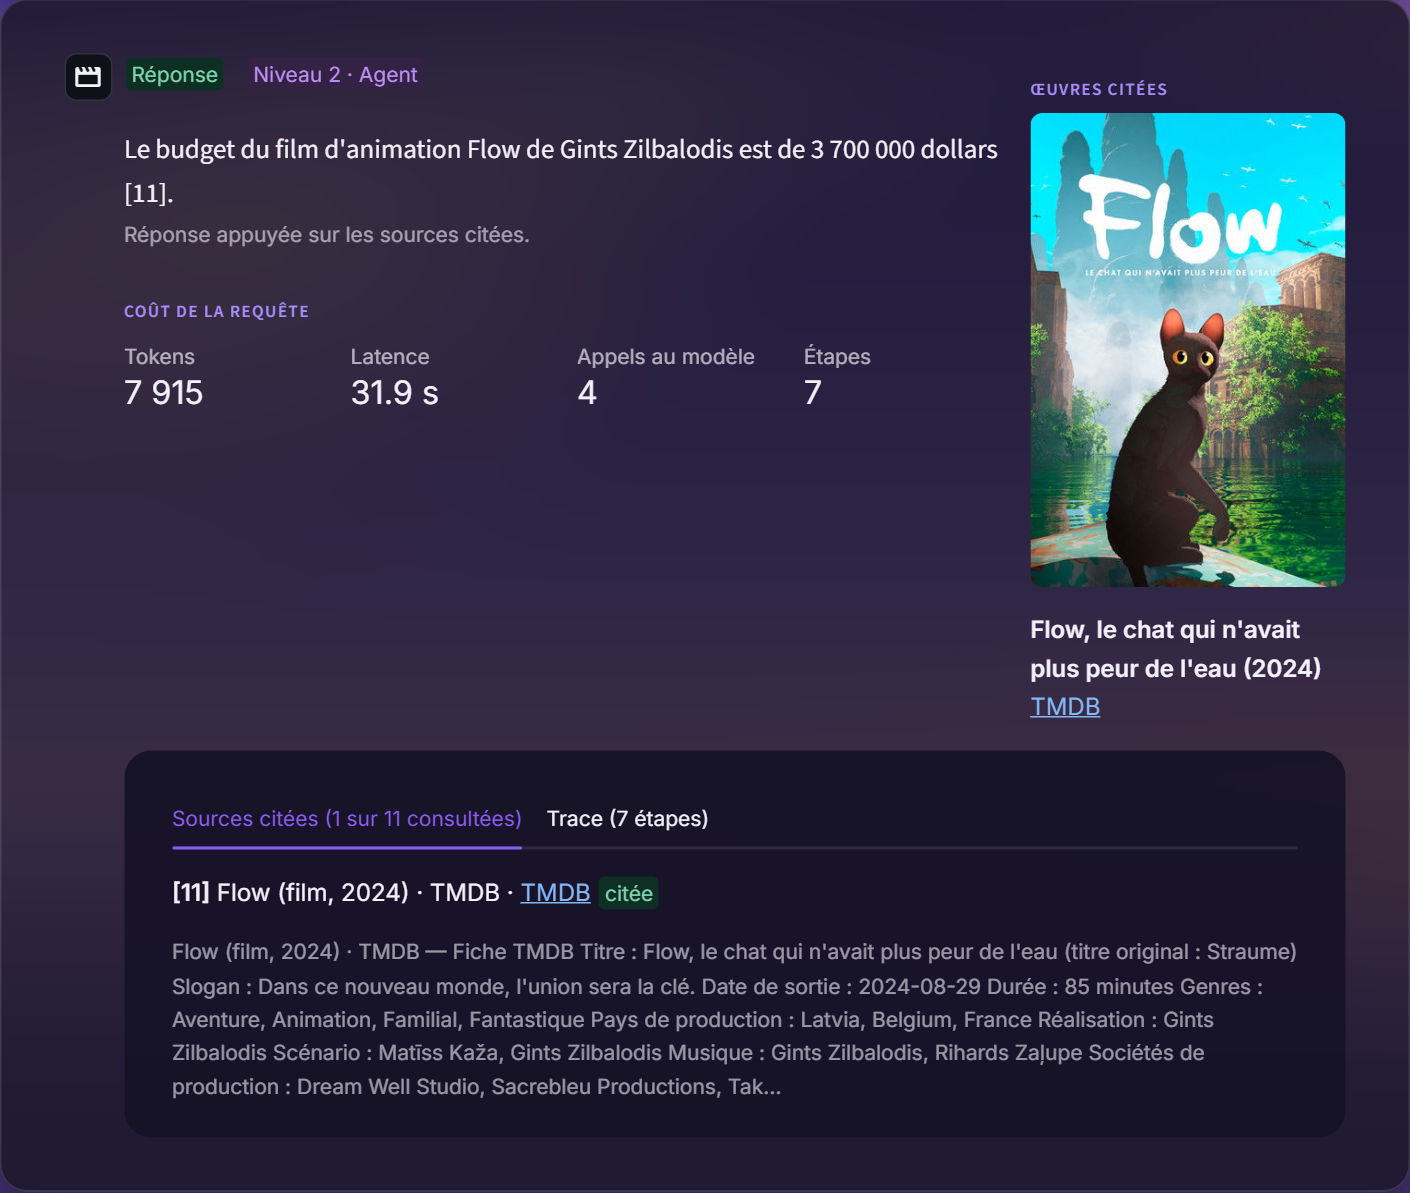 Réponse Niveau 2 · Agent
Le budget du film d'animation Flow de Gints Zilbalodis est de 3 700 000 dollars
[11].
Réponse appuyée sur les sources citées.
COÛT DE LA REQUÊTE
Tokens Latence Appels au modèle Étapes
7 915 31.9 s 4 7
ŒUVRES CITÉES
Flow
LE CHAT QUI N'AVAIT PLUS PEUR DE L'EAU
Flow, le chat qui n'avait
plus peur de l'eau (2024)
TMDB
Sources citées (1 sur 11 consultées) Trace (7 étapes)
[11] Flow (film, 2024) · TMDB · TMDB citée
Flow (film, 2024) · TMDB — Fiche TMDB Titre : Flow, le chat qui n'avait plus peur de l'eau (titre original : Straume)
Slogan : Dans ce nouveau monde, l'union sera la clé. Date de sortie : 2024-08-29 Durée : 85 minutes Genres :
Aventure, Animation, Familial, Fantastique Pays de production : Latvia, Belgium, France Réalisation : Gints
Zilbalodis Scénario : Matīss Kaža, Gints Zilbalodis Musique : Gints Zilbalodis, Rihards Zaļupe Sociétés de
production : Dream Well Studio, Sacrebleu Productions, Tak...